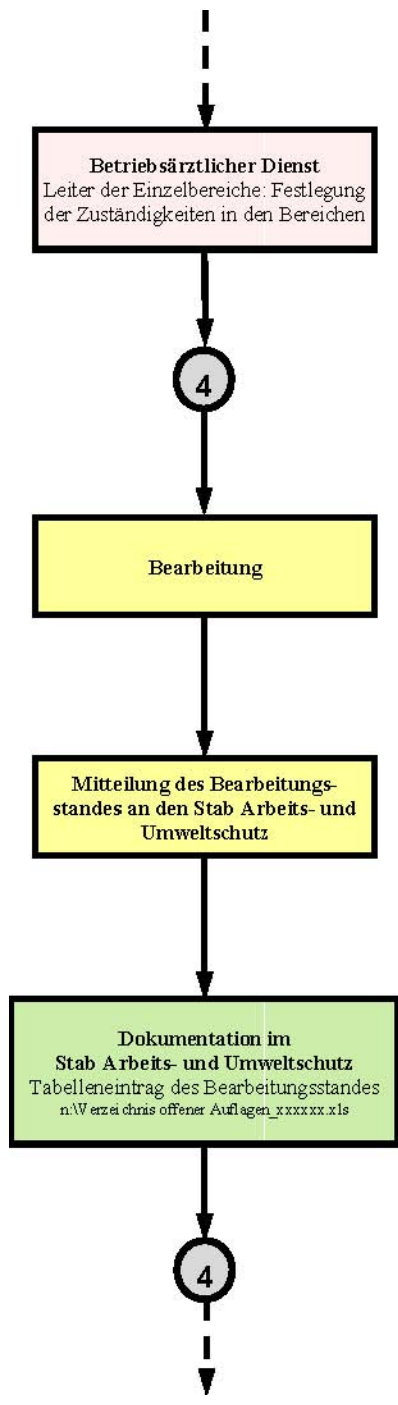 Betriebsärztlicher Dienst
Leiter der Einzelbereiche: Festlegung
der Zuständigkeiten in den Bereichen
4
Bearbeitung
Mitteilung des Bearbeitungs-
standes an den Stab Arbeits- und
Umweltschutz
Dokumentation im
Stab Arbeits- und Umweltschutz
Tabelleneintrag des Bearbeitungsstandes
n:\Verzeichnis offener Auflagen_xxxxxx.xls
4